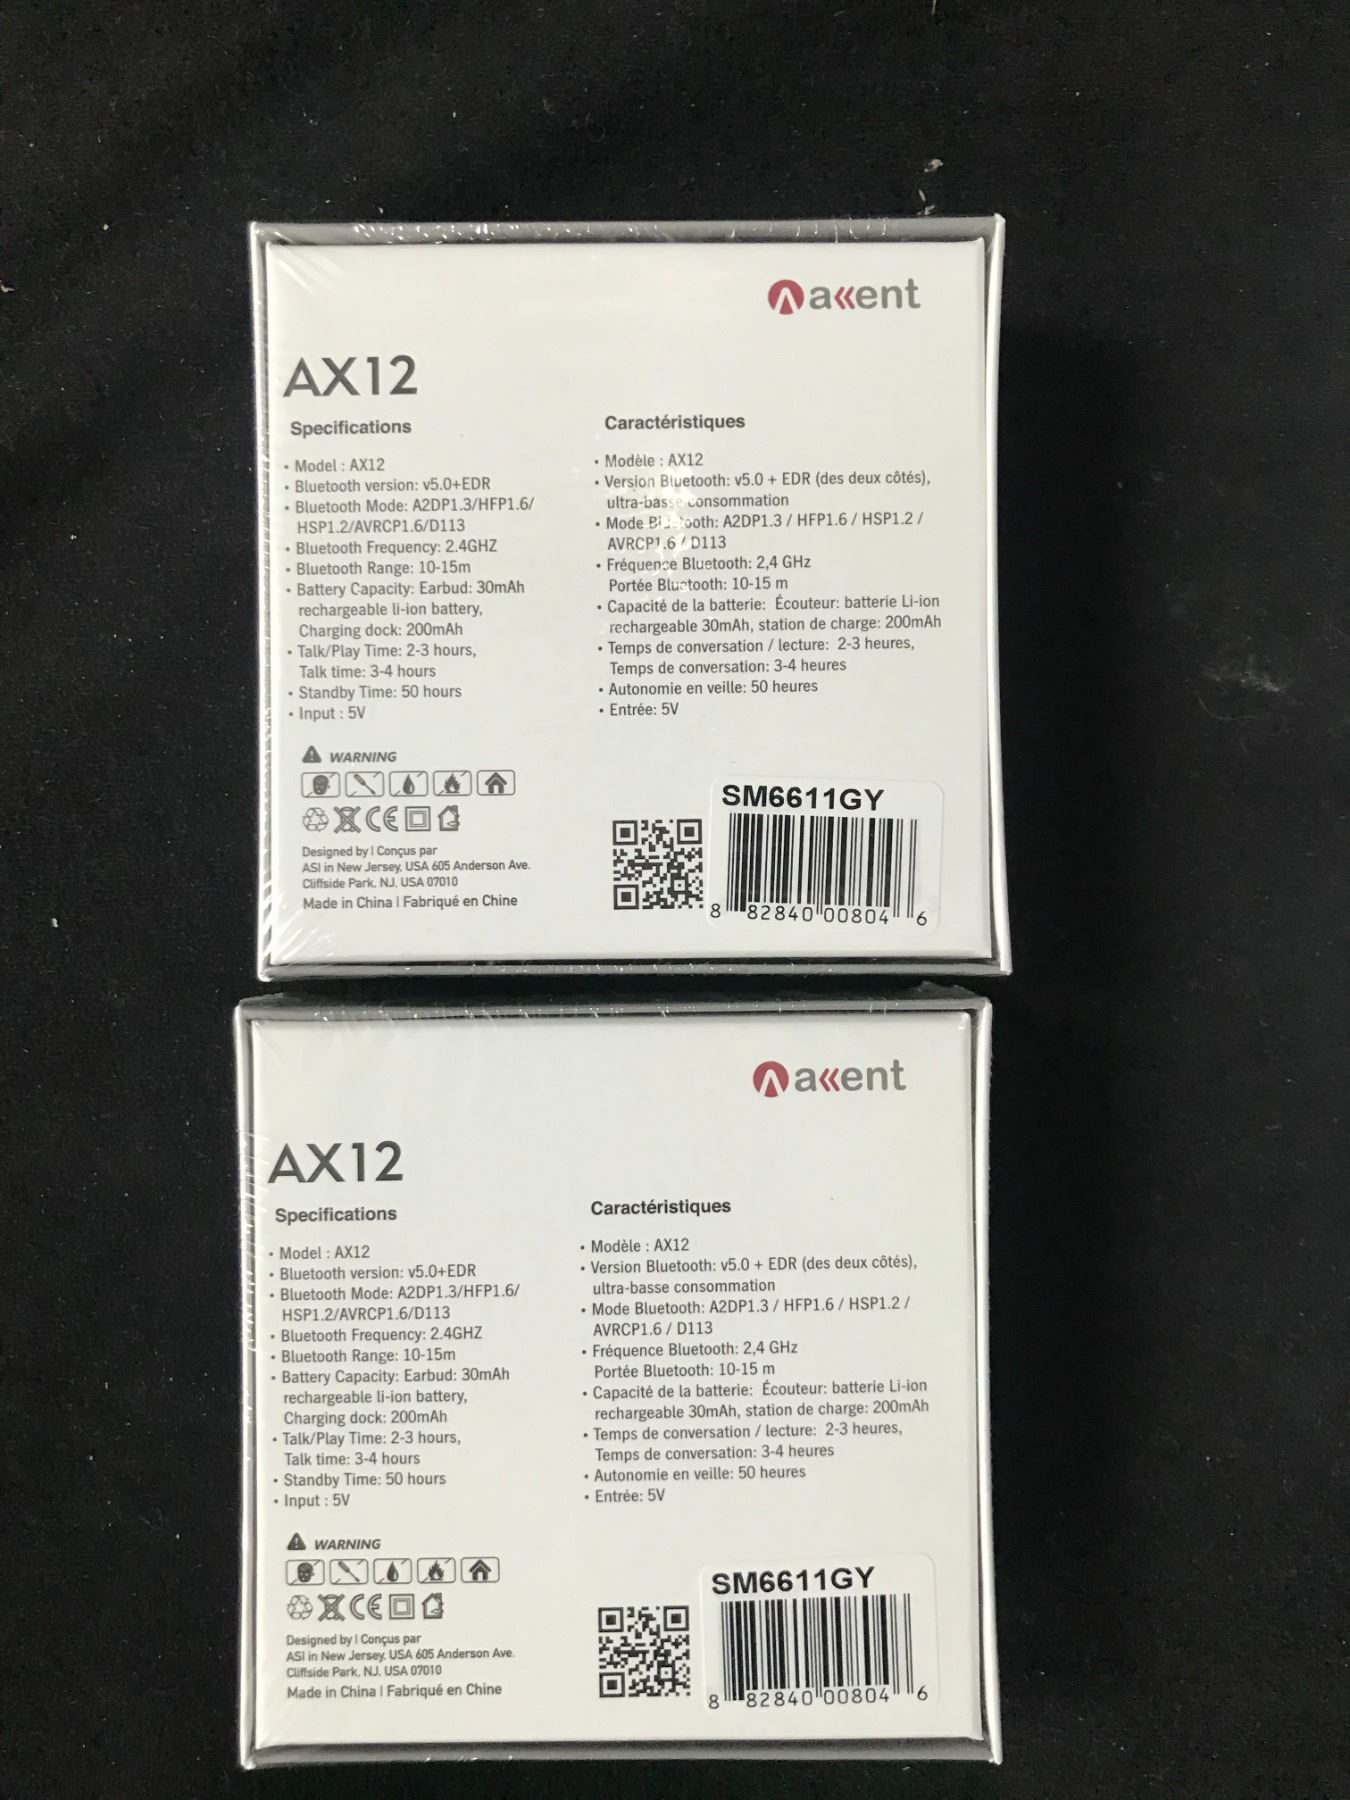 akent
AX12
Specifications
• Model : AX12
• Bluetooth version: v5.0+EDR
• Bluetooth Mode: A2DP1.3/HFP1.6/
HSP1.2/AVRCP1.6/D113
• Bluetooth Frequency: 2.4GHZ
• Bluetooth Range: 10-15m
• Battery Capacity: Earbud: 30mAh
rechargeable li-ion battery,
Charging dock: 200mAh
• Talk/Play Time: 2-3 hours,
Talk time: 3-4 hours
• Standby Time: 50 hours
• Input : 5V
Caractéristiques
• Modèle : AX12
• Version Bluetooth: v5.0 + EDR (des deux côtés),
ultra-basse consommation
• Mode Bluetooth: A2DP1.3 / HFP1.6 / HSP1.2 /
AVRCP1.6 / D113
• Fréquence Bluetooth: 2,4 GHz
Portée Bluetooth: 10-15 m
• Capacité de la batterie: Écouteur: batterie Li-ion
rechargeable 30mAh, station de charge: 200mAh
• Temps de conversation / lecture: 2-3 heures,
Temps de conversation: 3-4 heures
• Autonomie en veille: 50 heures
• Entrée: 5V
WARNING
CE
Designed by | Conçus par
ASI in New Jersey, USA 605 Anderson Ave.
Cliffside Park, NJ, USA 07010
Made in China | Fabriqué en Chine
SM6611GY
8 82840 00804 6
akent
AX12
Specifications
• Model : AX12
• Bluetooth version: v5.0+EDR
• Bluetooth Mode: A2DP1.3/HFP1.6/
HSP1.2/AVRCP1.6/D113
• Bluetooth Frequency: 2.4GHZ
• Bluetooth Range: 10-15m
• Battery Capacity: Earbud: 30mAh
rechargeable li-ion battery,
Charging dock: 200mAh
• Talk/Play Time: 2-3 hours,
Talk time: 3-4 hours
• Standby Time: 50 hours
• Input : 5V
Caractéristiques
• Modèle : AX12
• Version Bluetooth: v5.0 + EDR (des deux côtés),
ultra-basse consommation
• Mode Bluetooth: A2DP1.3 / HFP1.6 / HSP1.2 /
AVRCP1.6 / D113
• Fréquence Bluetooth: 2,4 GHz
Portée Bluetooth: 10-15 m
• Capacité de la batterie: Écouteur: batterie Li-ion
rechargeable 30mAh, station de charge: 200mAh
• Temps de conversation / lecture: 2-3 heures,
Temps de conversation: 3-4 heures
• Autonomie en veille: 50 heures
• Entrée: 5V
WARNING
CE
Designed by | Conçus par
ASI in New Jersey, USA 605 Anderson Ave.
Cliffside Park, NJ, USA 07010
Made in China | Fabriqué en Chine
SM6611GY
8 82840 00804 6